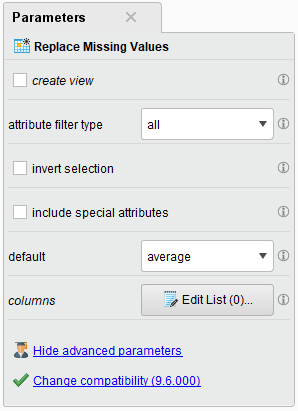 Parameters
Replace Missing Values
create view
attribute filter type all
invert selection
include special attributes
default average
columns Edit List (0)...
Hide advanced parameters
Change compatibility (9.6.000)